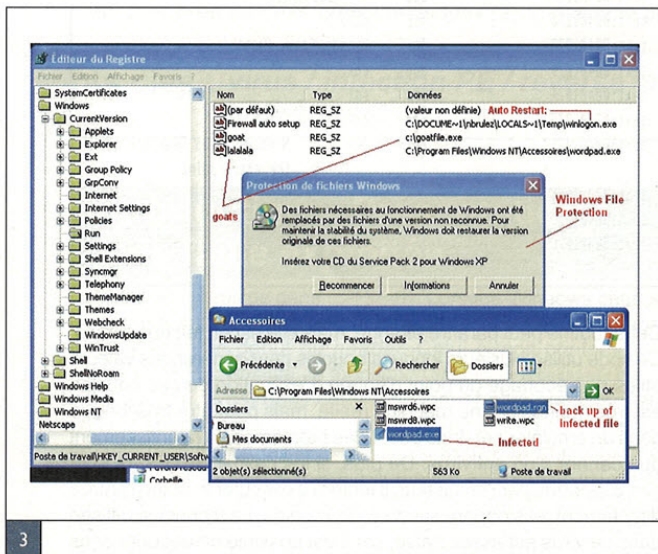 Éditeur du Registre
Fichier Edition Affichage Favoris ?
SystemCertificates
Windows
CurrentVersion
Applets
Explorer
Ext
Group Policy
GrpConv
Internet
Internet Settings
Policies
Run
Settings
Shell Extensions
Syncmgr
Telephony
ThemeManager
Themes
Webcheck
WindowsUpdate
WinTrust
Shell
ShellNoRoam
Windows Help
Windows Media
Windows NT
Netscape
Nom Type Données
(par défaut) REG_SZ (valeur non définie) Auto Restart:
Firewall auto setup REG_SZ C:\DOCUME~1\nbrulez\LOCALS~1\Temp\winlogon.exe
goat REG_SZ c:\goatfile.exe
lalalala REG_SZ C:\Program Files\Windows NT\Accessoires\wordpad.exe
goats
Protection de fichiers Windows
Des fichiers nécessaires au fonctionnement de Windows ont été
remplacés par des fichiers d'une version non reconnue. Pour
maintenir la stabilité du système, Windows doit restaurer la version
originale de ces fichiers.
Insérez votre CD du Service Pack 2 pour Windows XP
Recommencer Informations Annuler
Windows File
Protection
Accessoires
Fichier Edition Affichage Favoris Outils ?
Précédente Rechercher Dossiers
Adresse C:\Program Files\Windows NT\Accessoires OK
Dossiers X
Bureau
Mes documents
mswrd6.wpc wordpad.rgn
mswrd8.wpc write.wpc
wordpad.exe
back up of
infected file
Infected
2 objet(s) sélectionné(s) 563 Ko Poste de travail
Poste de travail\HKEY_CURRENT_USER\Softw
Corbeille
3